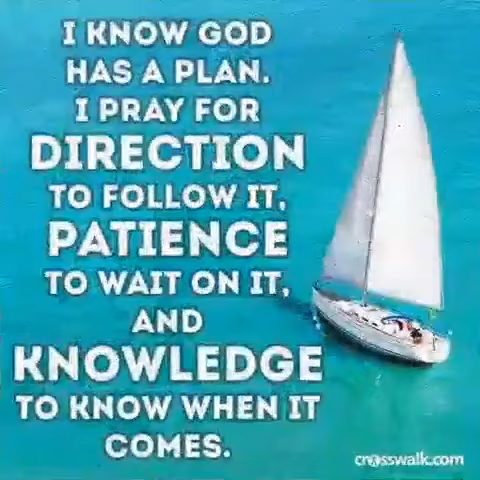 I KNOW GOD
HAS A PLAN.
I PRAY FOR
DIRECTION
TO FOLLOW IT,
PATIENCE
TO WAIT ON IT,
AND
KNOWLEDGE
TO KNOW WHEN IT
COMES.
crosswalk.com